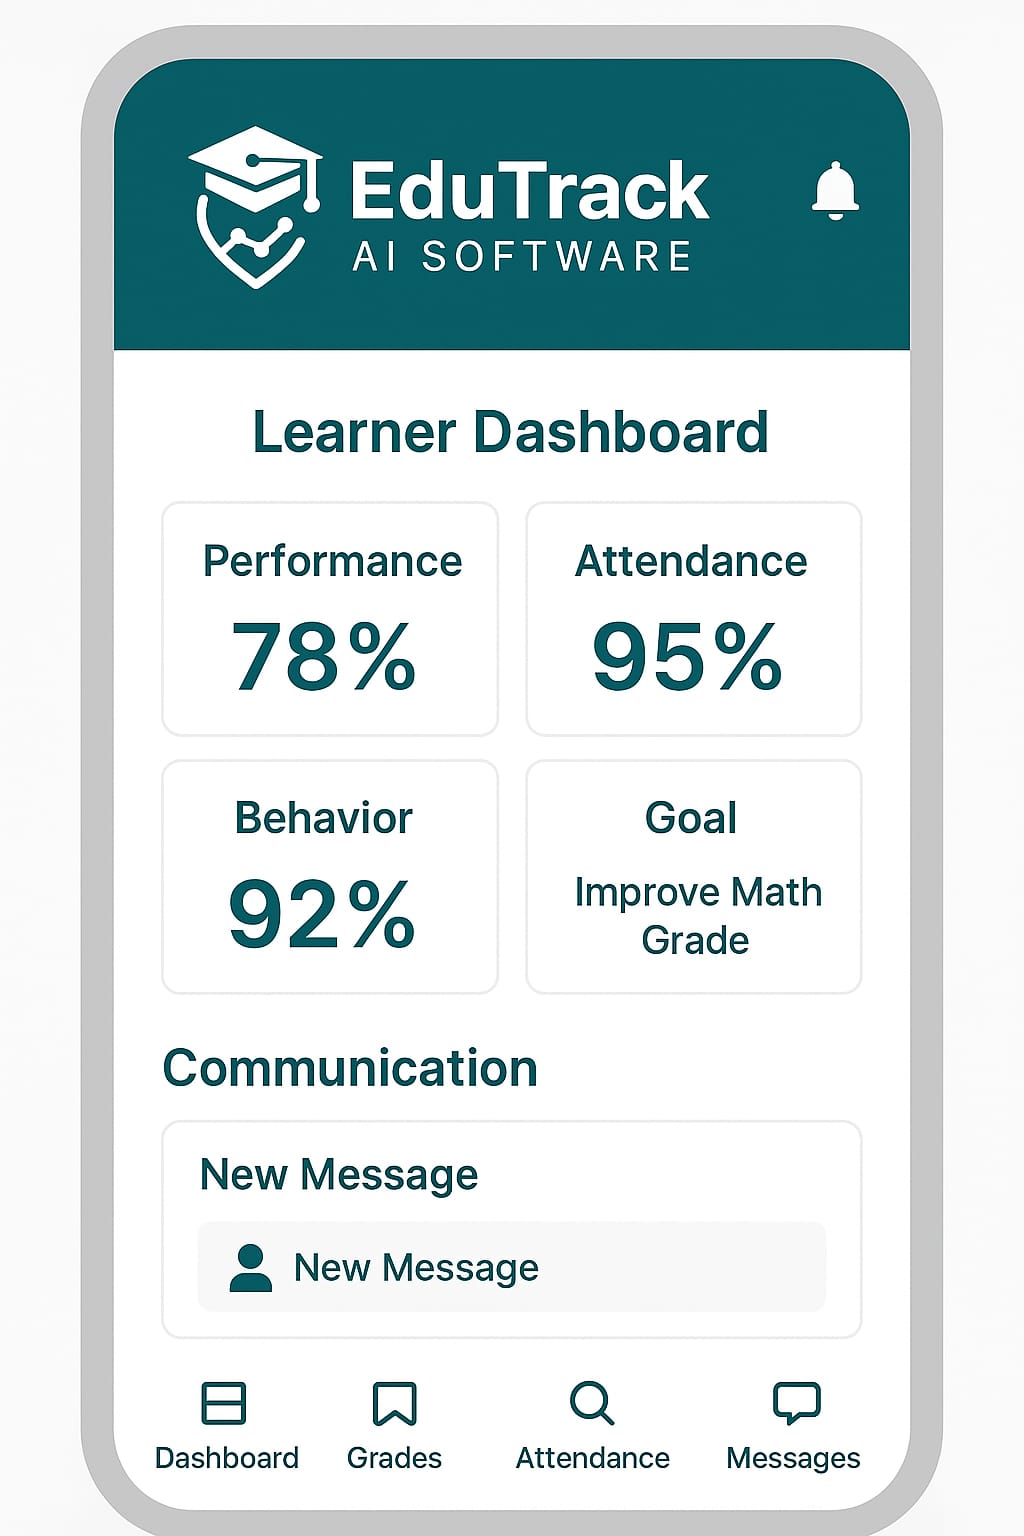 EduTrack
AI SOFTWARE
Learner Dashboard
Performance
78%
Attendance
95%
Behavior
92%
Goal
Improve Math
Grade
Communication
New Message
New Message
Dashboard
Grades
Attendance
Messages